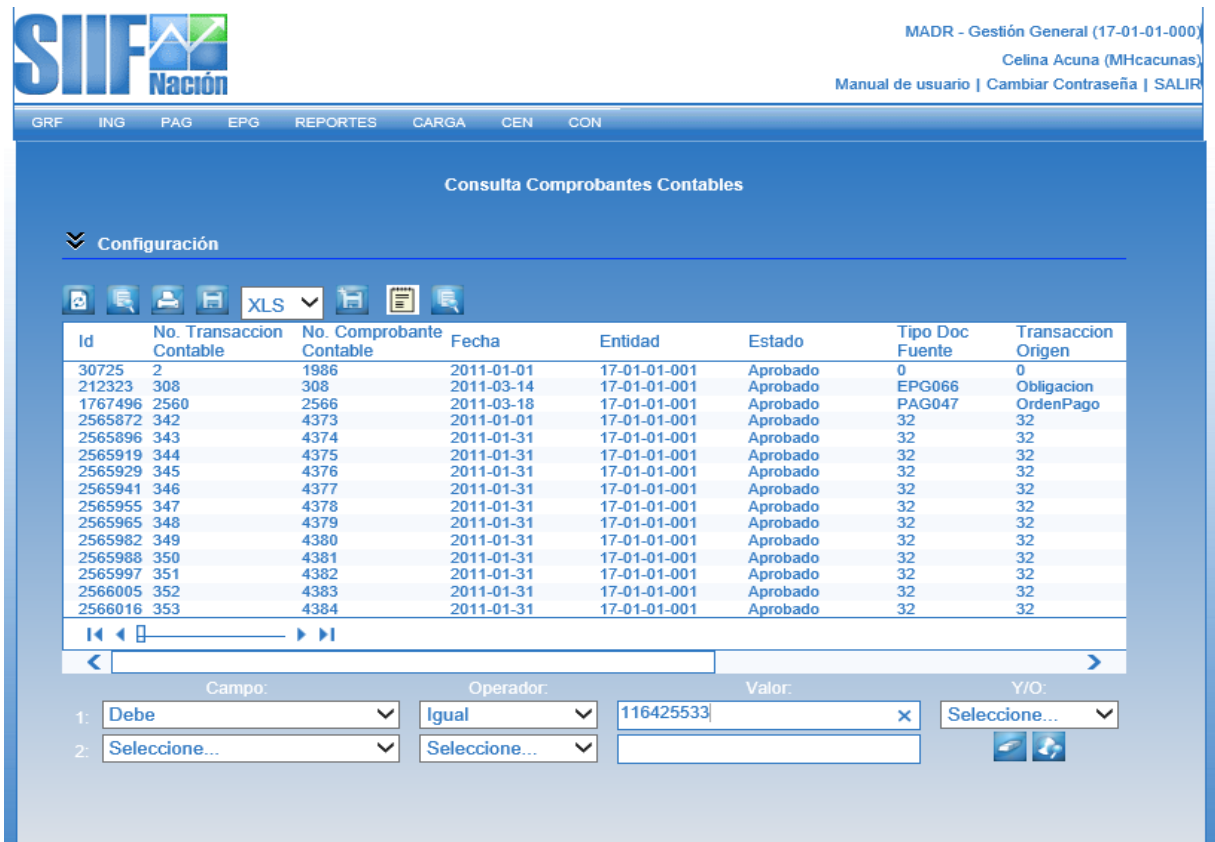 SIIF
Nación
MADR - Gestión General (17-01-01-000)
Celina Acuna (MHcacunas)
Manual de usuario | Cambiar Contraseña | SALIR
GRF ING PAG EPG REPORTES CARGA CEN CON
Consulta Comprobantes Contables
Configuración
XLS
Id No. Transaccion Contable No. Comprobante Contable Fecha Entidad Estado Tipo Doc Fuente Transaccion Origen
30725 2 1986 2011-01-01 17-01-01-001 Aprobado 0 0
212323 308 308 2011-03-14 17-01-01-001 Aprobado EPG066 Obligacion
1767496 2560 2566 2011-03-18 17-01-01-001 Aprobado PAG047 OrdenPago
2565872 342 4373 2011-01-01 17-01-01-001 Aprobado 32 32
2565896 343 4374 2011-01-31 17-01-01-001 Aprobado 32 32
2565919 344 4375 2011-01-31 17-01-01-001 Aprobado 32 32
2565929 345 4376 2011-01-31 17-01-01-001 Aprobado 32 32
2565941 346 4377 2011-01-31 17-01-01-001 Aprobado 32 32
2565955 347 4378 2011-01-31 17-01-01-001 Aprobado 32 32
2565965 348 4379 2011-01-31 17-01-01-001 Aprobado 32 32
2565982 349 4380 2011-01-31 17-01-01-001 Aprobado 32 32
2565988 350 4381 2011-01-31 17-01-01-001 Aprobado 32 32
2565997 351 4382 2011-01-31 17-01-01-001 Aprobado 32 32
2566005 352 4383 2011-01-31 17-01-01-001 Aprobado 32 32
2566016 353 4384 2011-01-31 17-01-01-001 Aprobado 32 32
Campo: Operador: Valor: Y/O:
1: Debe Igual 116425533 Seleccione...
2: Seleccione... Seleccione...